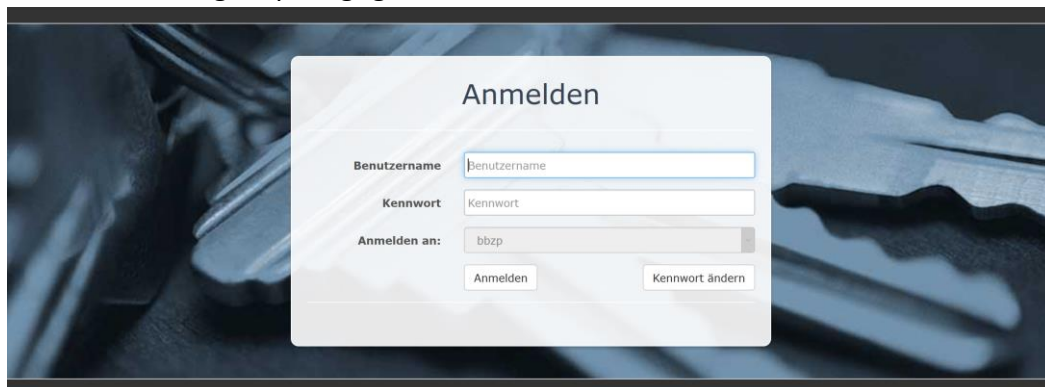 Anmelden
Benutzername Benutzername
Kennwort Kennwort
Anmelden an: bbzp
Anmelden Kennwort ändern